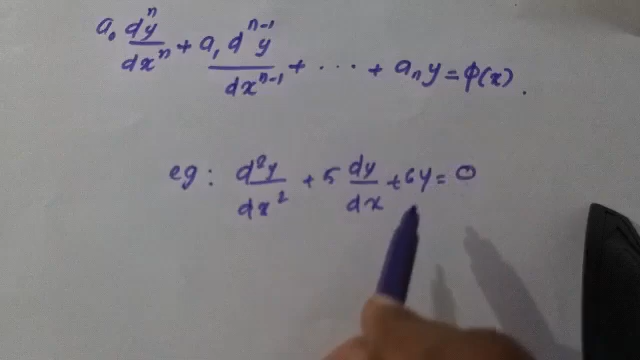 a₀ dⁿy/dxⁿ + a₁ dⁿ⁻¹y/dxⁿ⁻¹ + ... + aₙy = φ(x).
eg: d²y/dx² + 5 dy/dx + 6y = 0